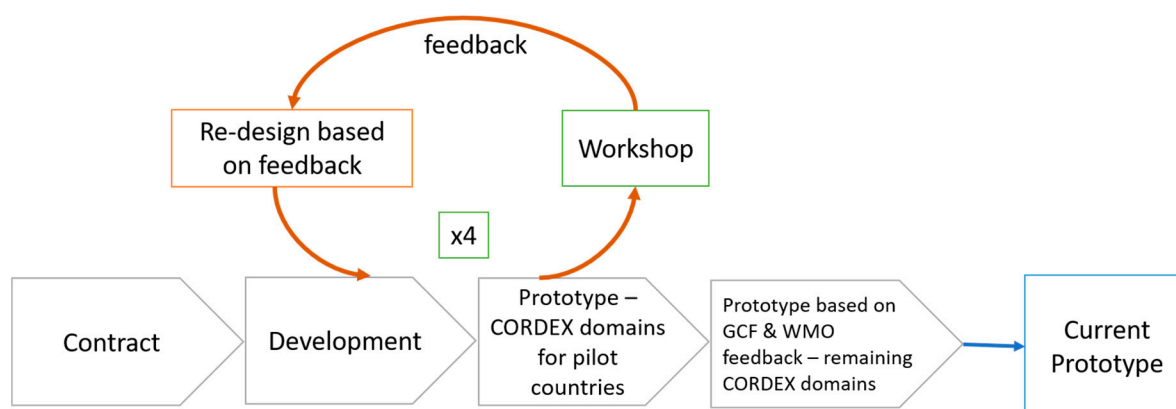 feedback
Re-design based
on feedback
Workshop
x4
Contract
Development
Prototype –
CORDEX domains
for pilot
countries
Prototype based on
GCF & WMO
feedback – remaining
CORDEX domains
Current
Prototype